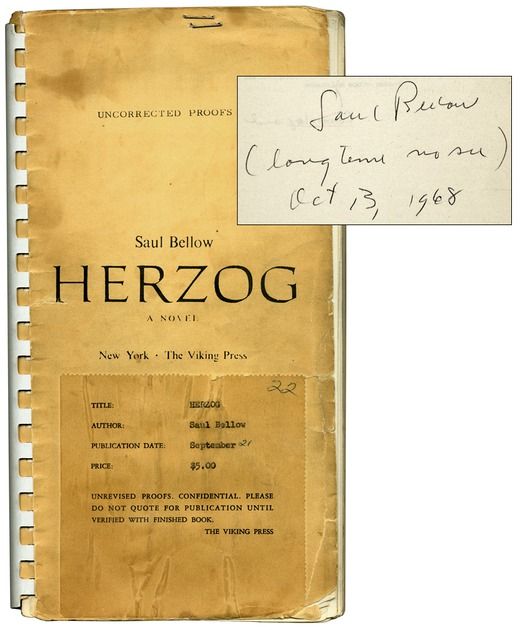 UNCORRECTED PROOFS
Saul Bellow
(long time no see)
Oct 13, 1968
Saul Bellow
HERZOG
A NOVEL
New York · The Viking Press
22
TITLE: HERZOG
AUTHOR: Saul Bellow
PUBLICATION DATE: September 21
PRICE: $5.00
UNREVISED PROOFS. CONFIDENTIAL. PLEASE
DO NOT QUOTE FOR PUBLICATION UNTIL
VERIFIED WITH FINISHED BOOK.
THE VIKING PRESS